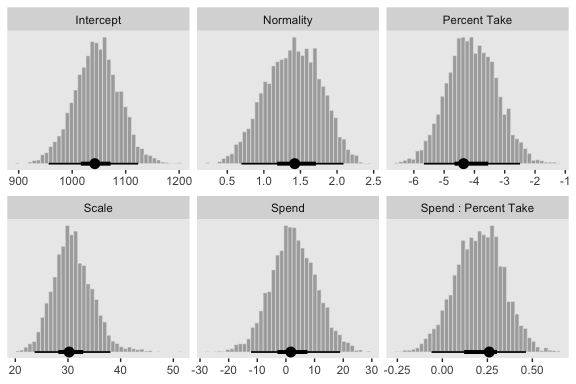 Intercept Normality Percent Take
900 1000 1100 1200 0.5 1.0 1.5 2.0 2.5 -6 -5 -4 -3 -2 -1
Scale Spend Spend : Percent Take
20 30 40 50 -30 -20 -10 0 10 20 30 -0.25 0.00 0.25 0.50